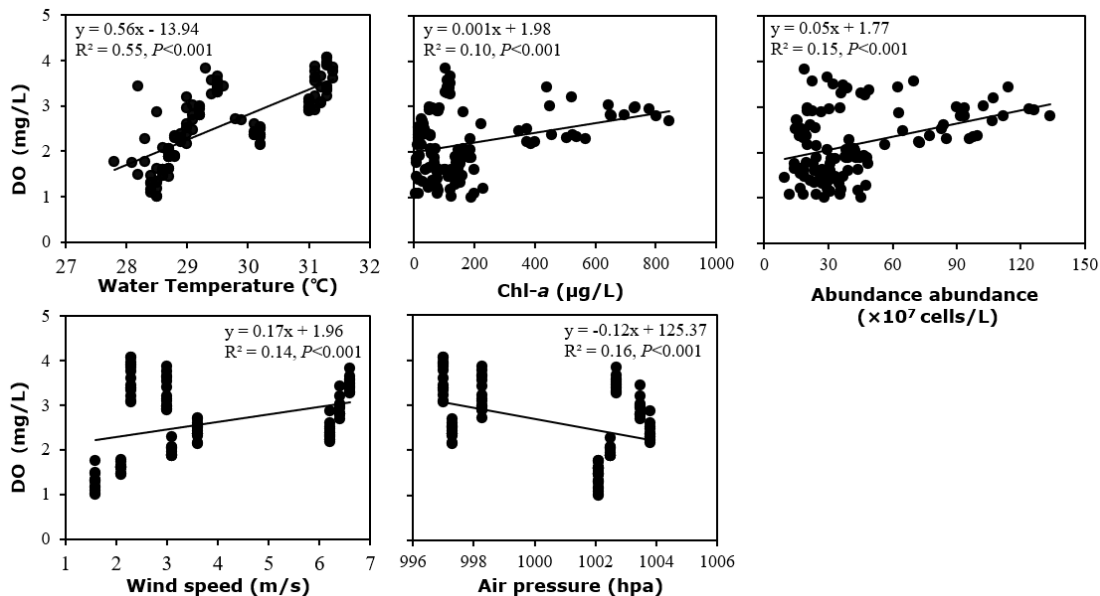 y = 0.56x - 13.94
R² = 0.55, P<0.001
y = 0.001x + 1.98
R² = 0.10, P<0.001
y = 0.05x + 1.77
R² = 0.15, P<0.001
DO (mg/L)
5
4
3
2
1
0
27 28 29 30 31 32
Water Temperature (℃)
0 200 400 600 800 1000
Chl-a (μg/L)
0 30 60 90 120 150
Abundance abundance
(×10⁷ cells/L)
y = 0.17x + 1.96
R² = 0.14, P<0.001
y = -0.12x + 125.37
R² = 0.16, P<0.001
DO (mg/L)
5
4
3
2
1
0
1 2 3 4 5 6 7
Wind speed (m/s)
996 998 1000 1002 1004 1006
Air pressure (hpa)